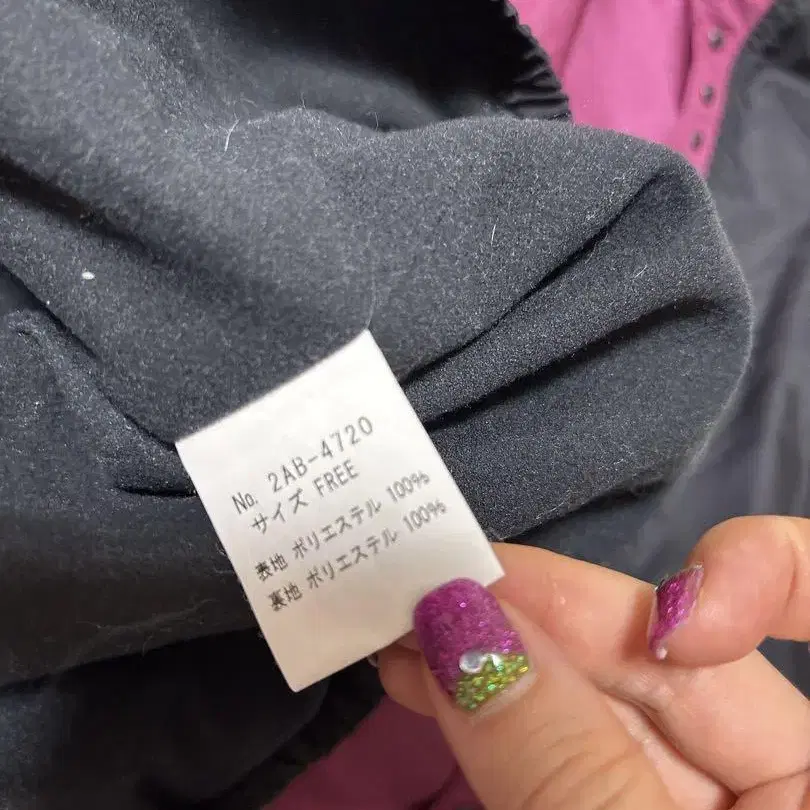 No. 2AB-4720
サイズ FREE
表地 ポリエステル 100%
裏地 ポリエステル 100%